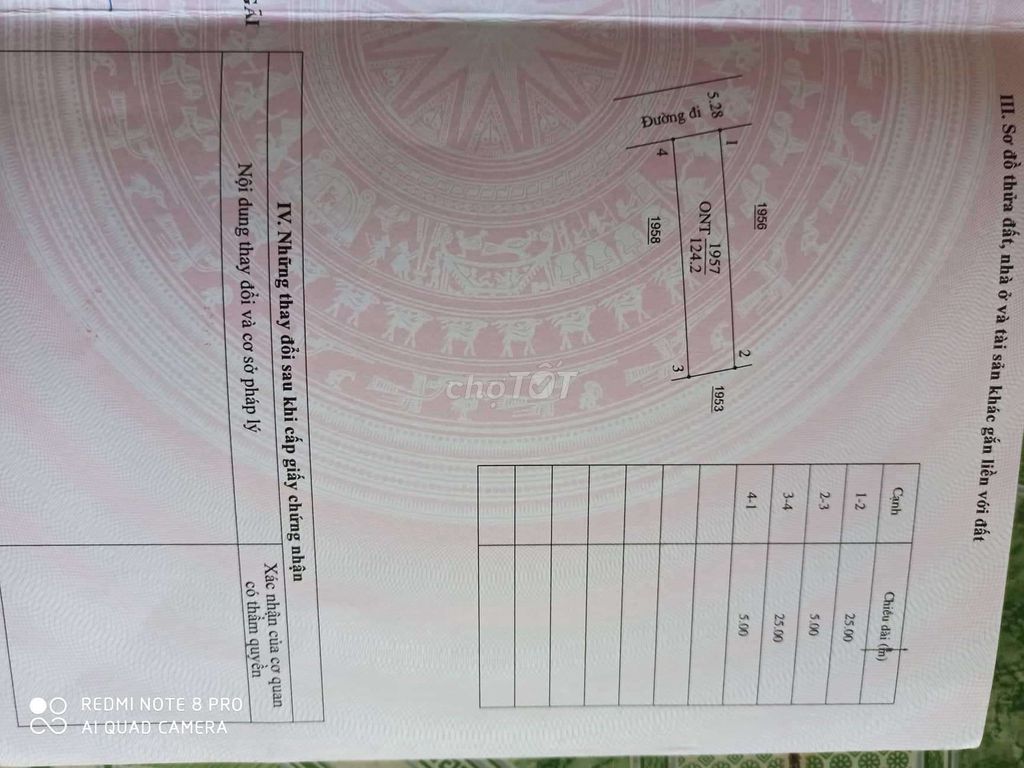 III. Sơ đồ thửa đất, nhà ở và tài sản khác gắn liền với đất
1956
5.28
Đường đi
1
2
ONT 1957
124.2
1953
4
3
1958
Cạnh Chiều dài (m)
1-2 25.00
2-3 5.00
3-4 25.00
4-1 5.00
IV. Những thay đổi sau khi cấp giấy chứng nhận
Nội dung thay đổi và cơ sở pháp lý
Xác nhận của cơ quan
có thẩm quyền
chợTỐT
REDMI NOTE 8 PRO
AI QUAD CAMERA